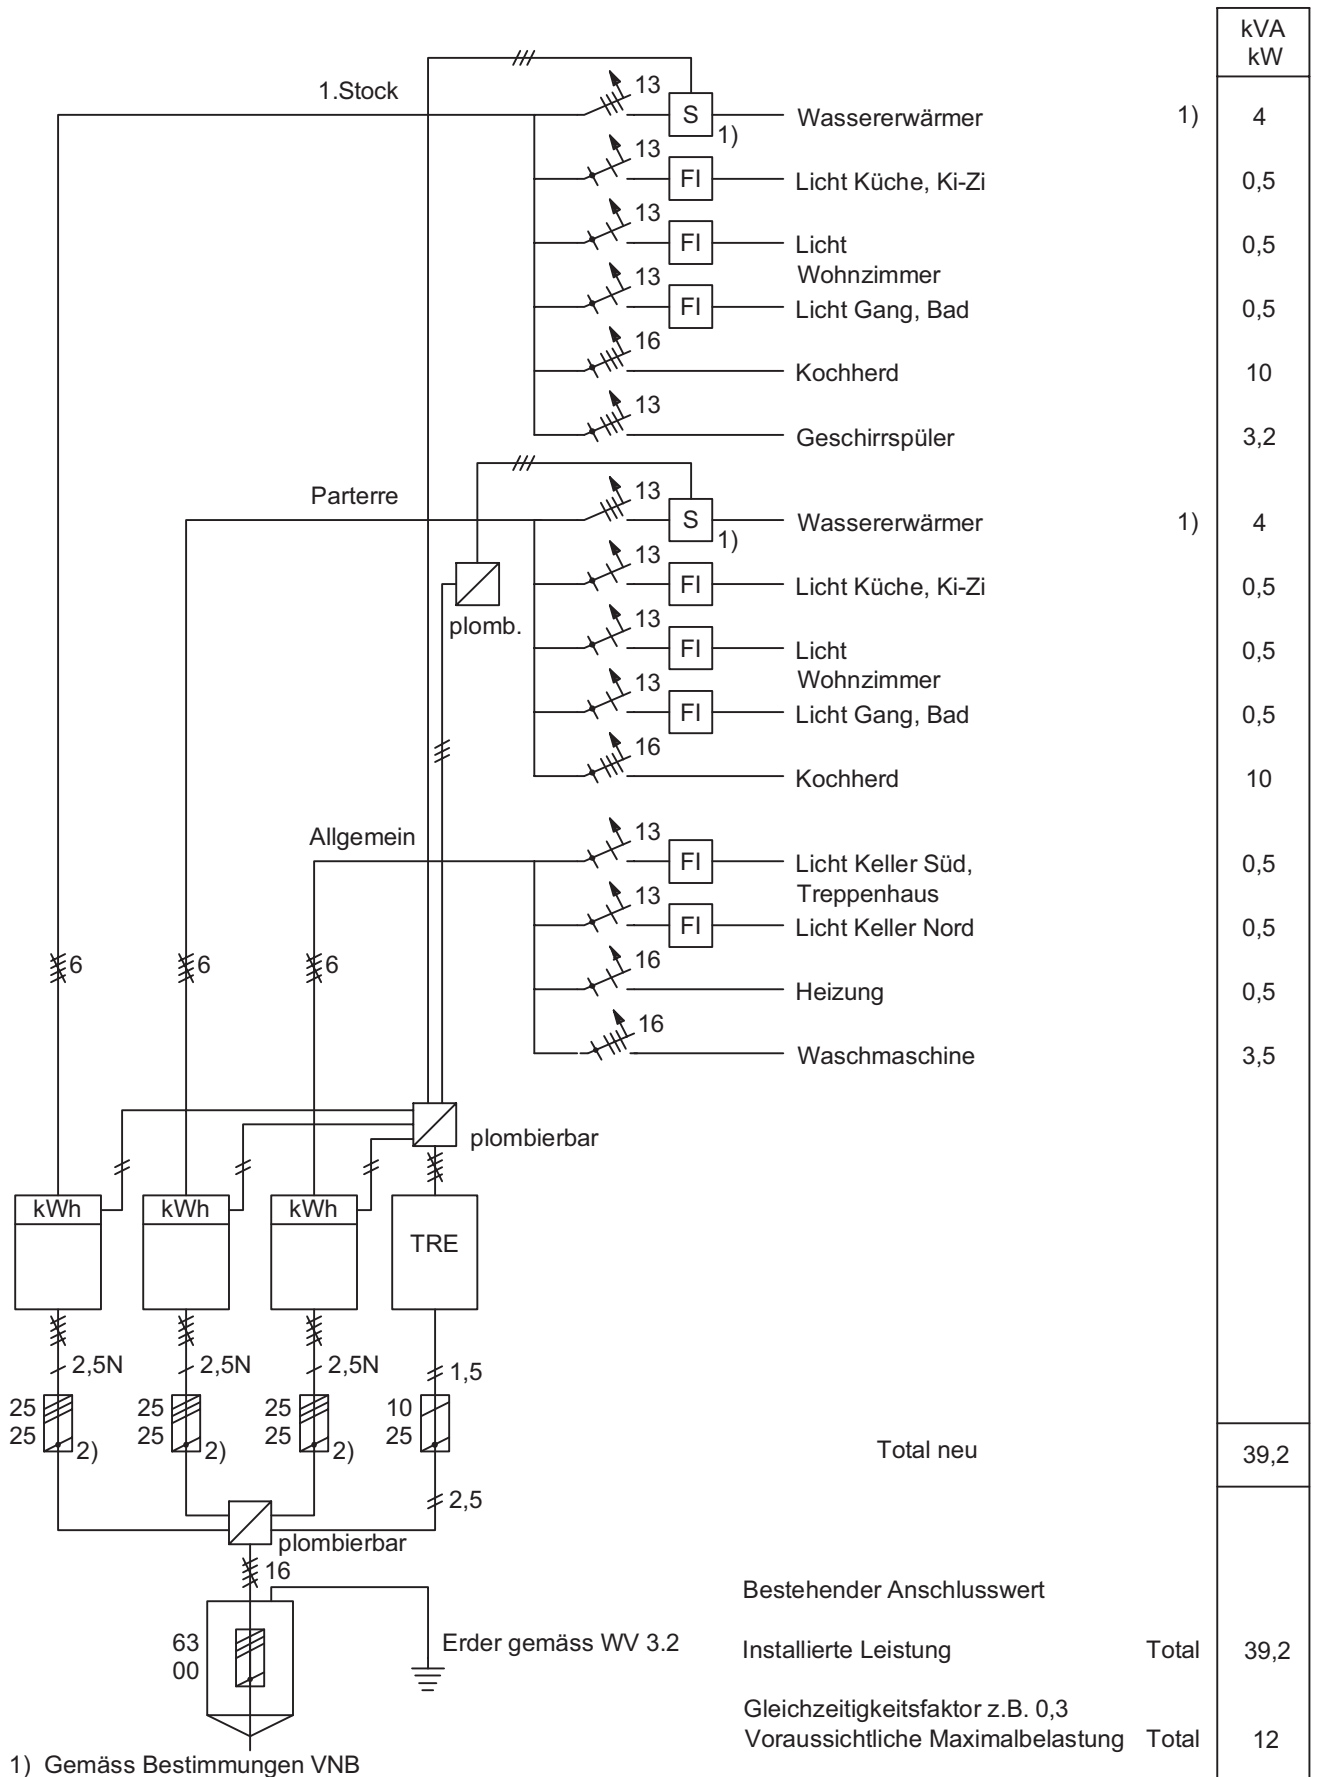 kVA
kW
1.Stock
13
S
1)
Wassererwärmer
1)
4
13
FI
Licht Küche, Ki-Zi
0,5
13
FI
Licht
Wohnzimmer
0,5
13
FI
Licht Gang, Bad
0,5
16
Kochherd
10
13
Geschirrspüler
3,2
Parterre
13
S
1)
Wassererwärmer
1)
4
plomb.
13
FI
Licht Küche, Ki-Zi
0,5
13
FI
Licht
Wohnzimmer
0,5
13
FI
Licht Gang, Bad
0,5
16
Kochherd
10
Allgemein
13
FI
Licht Keller Süd,
Treppenhaus
0,5
13
FI
Licht Keller Nord
0,5
6
6
6
16
Heizung
0,5
16
Waschmaschine
3,5
plombierbar
kWh
kWh
kWh
TRE
2,5N
2,5N
2,5N
1,5
25
25
2)
25
25
2)
25
25
2)
10
25
Total neu
39,2
2,5
plombierbar
16
Bestehender Anschlusswert
63
00
Erder gemäss WV 3.2
Installierte Leistung Total 39,2
Gleichzeitigkeitsfaktor z.B. 0,3
Voraussichtliche Maximalbelastung Total 12
1) Gemäss Bestimmungen VNB